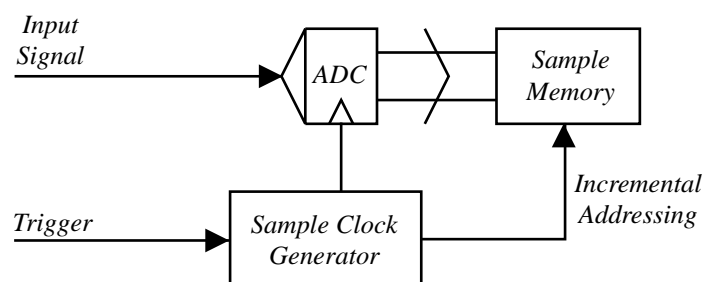 Input
Signal
ADC
Sample
Memory
Incremental
Addressing
Trigger
Sample Clock
Generator